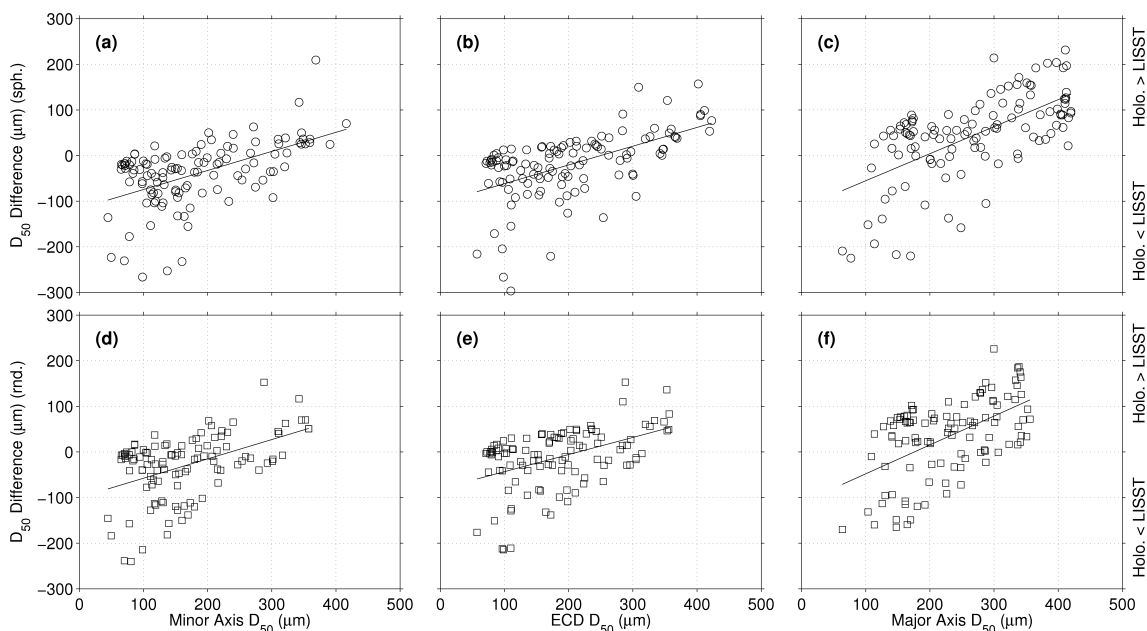 300
200
100
0
−100
−200
−300
D50 Difference (μm) (sph.)
(a)
(b)
(c)
Holo. > LISST
Holo. < LISST
300
200
100
0
−100
−200
−300
D50 Difference (μm) (rnd.)
(d)
(e)
(f)
Holo. > LISST
Holo. < LISST
0 100 200 300 400 500
0 100 200 300 400 500
0 100 200 300 400 500
Minor Axis D50 (μm)
ECD D50 (μm)
Major Axis D50 (μm)